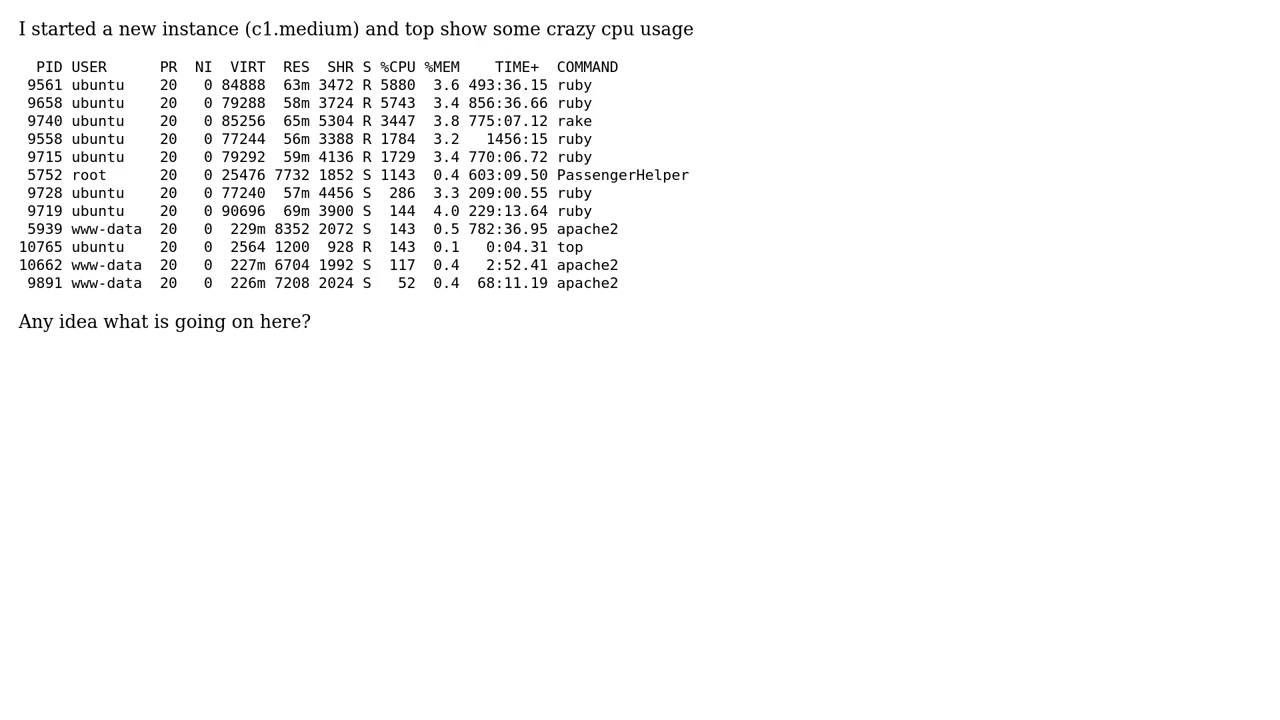 I started a new instance (c1.medium) and top show some crazy cpu usage
  PID USER      PR  NI  VIRT  RES  SHR S %CPU %MEM    TIME+  COMMAND
 9561 ubuntu    20   0 84888  63m 3472 R 5880  3.6 493:36.15 ruby
 9658 ubuntu    20   0 79288  58m 3724 R 5743  3.4 856:36.66 ruby
 9740 ubuntu    20   0 85256  65m 5304 R 3447  3.8 775:07.12 rake
 9558 ubuntu    20   0 77244  56m 3388 R 1784  3.2   1456:15 ruby
 9715 ubuntu    20   0 79292  59m 4136 R 1729  3.4 770:06.72 ruby
 5752 root      20   0 25476 7732 1852 S 1143  0.4 603:09.50 PassengerHelper
 9728 ubuntu    20   0 77240  57m 4456 S  286  3.3 209:00.55 ruby
 9719 ubuntu    20   0 90696  69m 3900 S  144  4.0 229:13.64 ruby
 5939 www-data  20   0  229m 8352 2072 S  143  0.5 782:36.95 apache2
10765 ubuntu    20   0  2564 1200  928 R  143  0.1   0:04.31 top
10662 www-data  20   0  227m 6704 1992 S  117  0.4   2:52.41 apache2
 9891 www-data  20   0  226m 7208 2024 S   52  0.4  68:11.19 apache2
Any idea what is going on here?